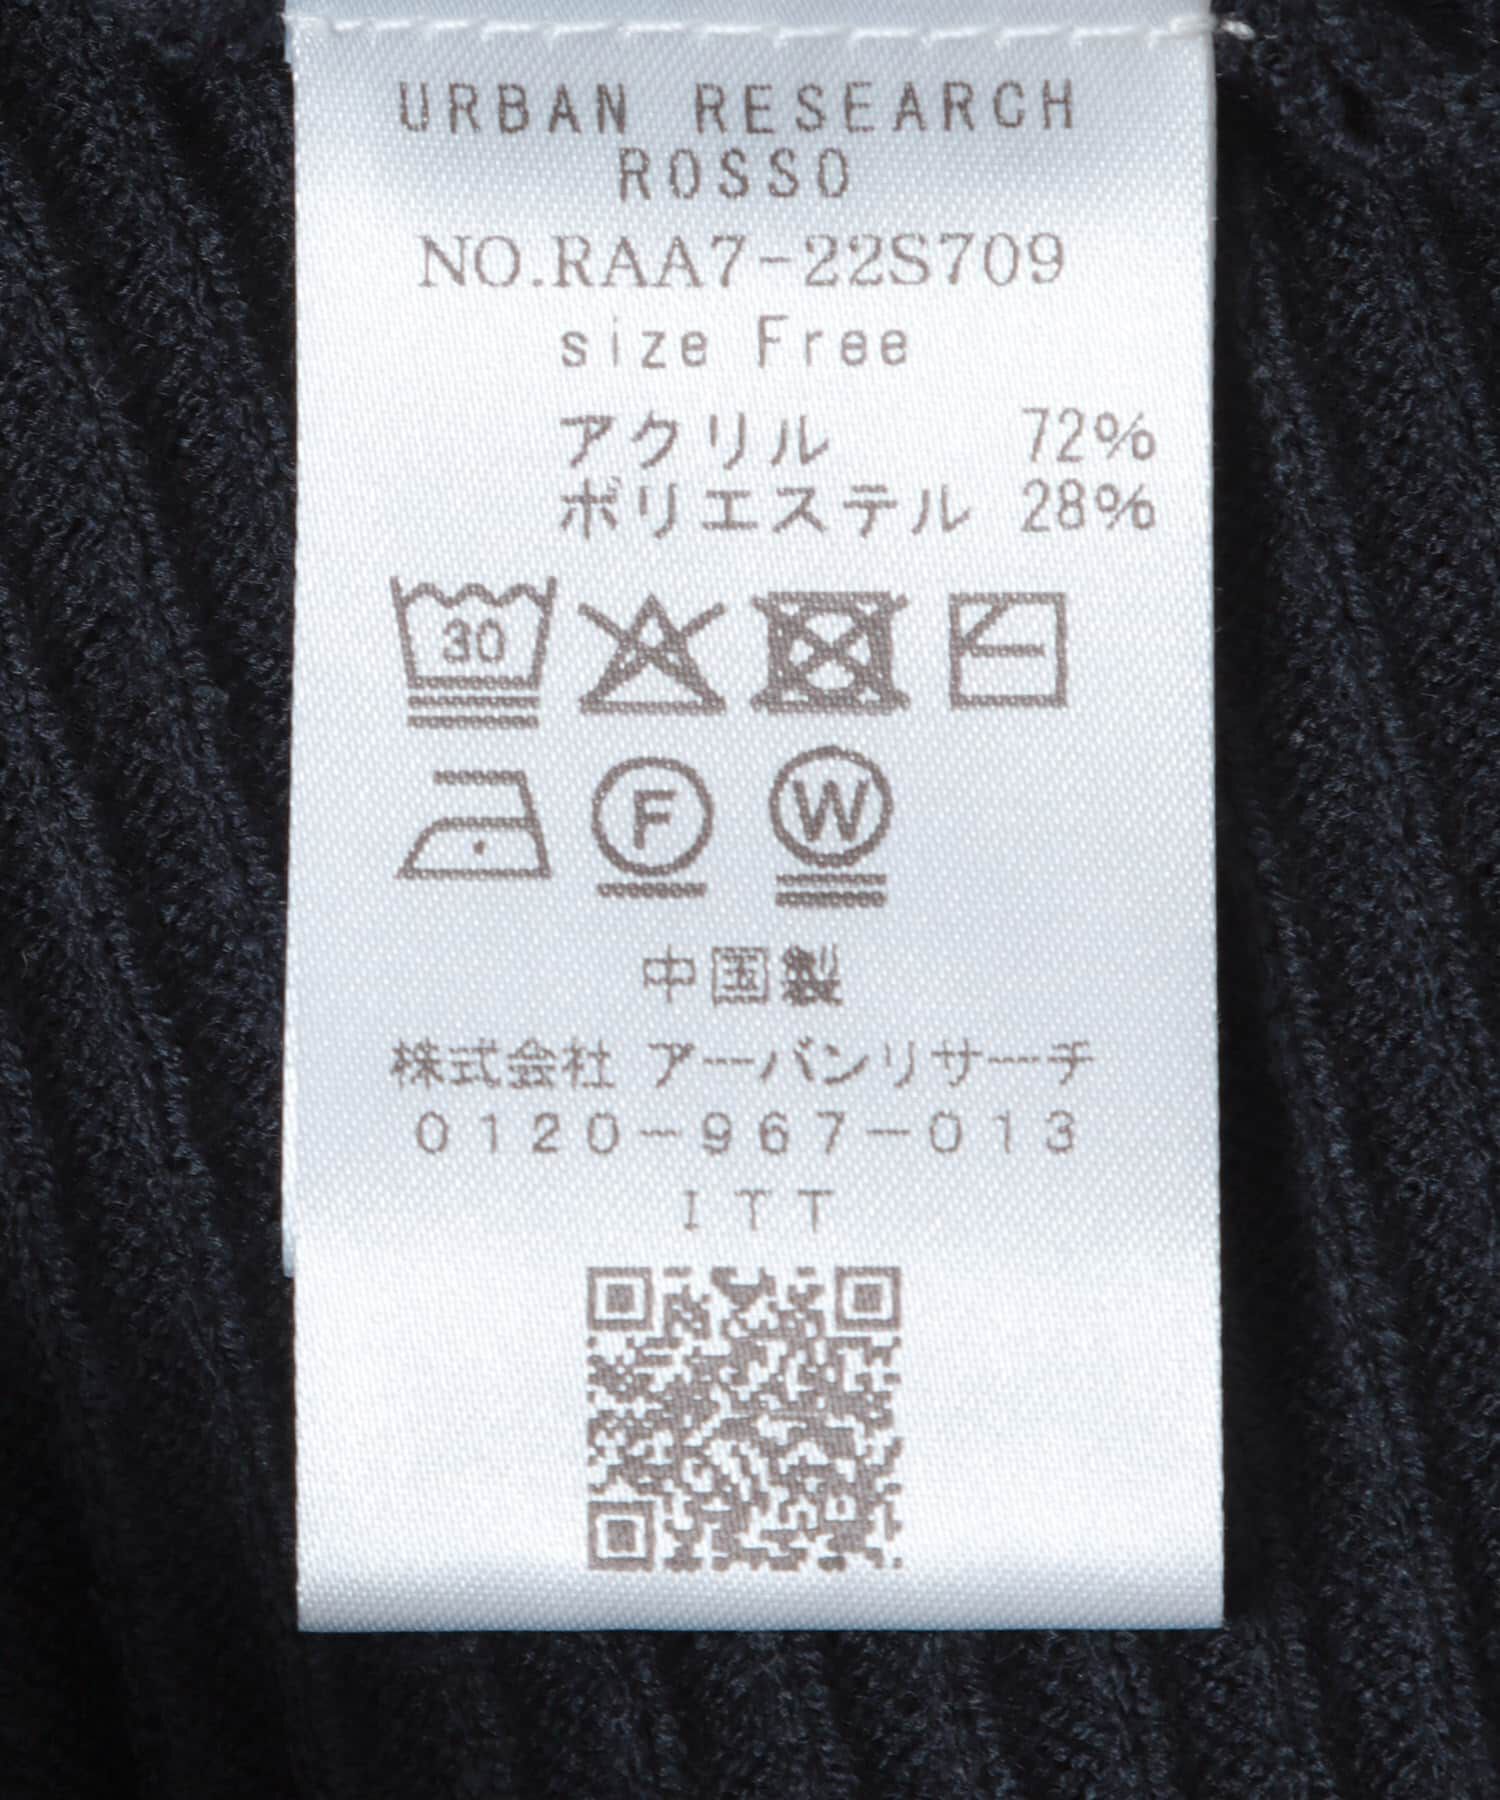 URBAN RESEARCH
ROSSO
NO.RAA7-22S709
size Free
アクリル 72%
ポリエステル 28%
30
F W
中国製
株式会社 アーバンリサーチ
0120-967-013
ITT